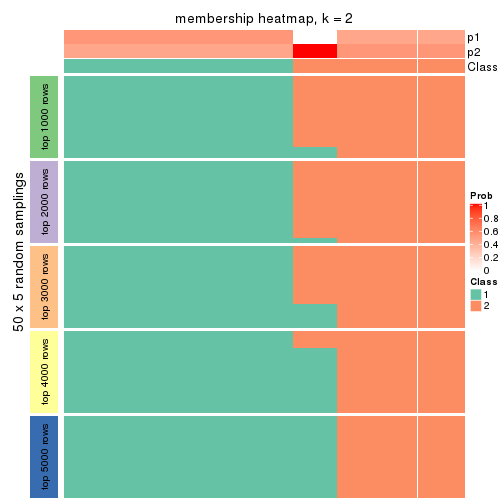 membership heatmap, k = 2
p1
p2
Class
top 1000 rows
top 2000 rows
top 3000 rows
top 4000 rows
top 5000 rows
50 x 5 random samplings
Prob
1
0.8
0.6
0.4
0.2
0
Class
1
2